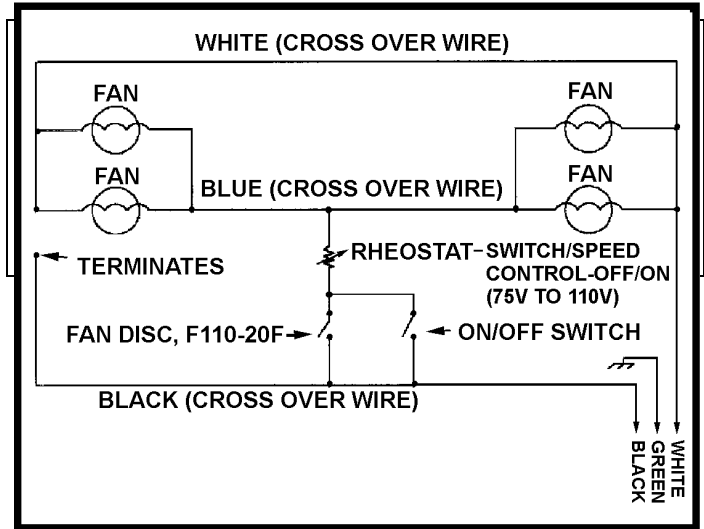 WHITE (CROSS OVER WIRE)
FAN
FAN
FAN
FAN
BLUE (CROSS OVER WIRE)
TERMINATES
RHEOSTAT–SWITCH/SPEED
CONTROL-OFF/ON
(75V TO 110V)
FAN DISC, F110-20F
ON/OFF SWITCH
BLACK (CROSS OVER WIRE)
BLACK
GREEN
WHITE